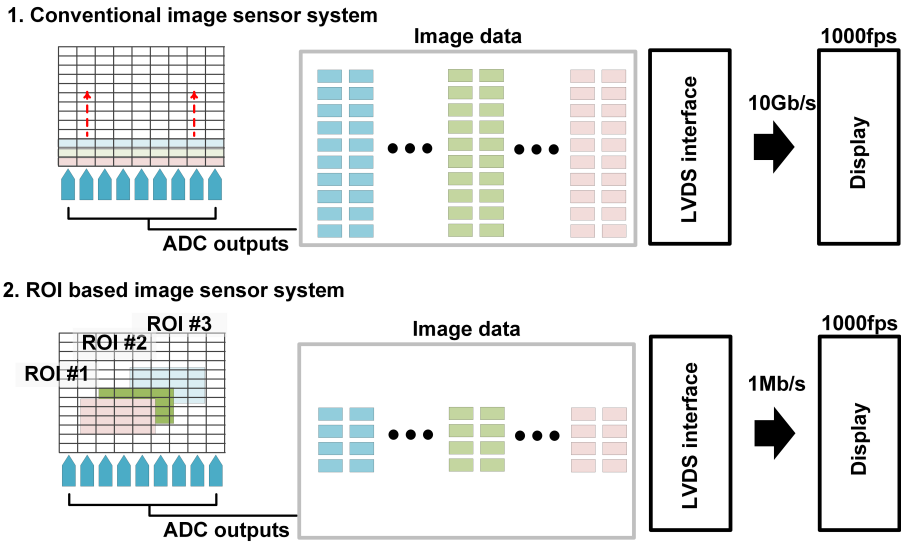 1. Conventional image sensor system
Image data
1000fps
LVDS interface
10Gb/s
Display
ADC outputs
2. ROI based image sensor system
ROI #3
ROI #2
ROI #1
Image data
1000fps
LVDS interface
1Mb/s
Display
ADC outputs